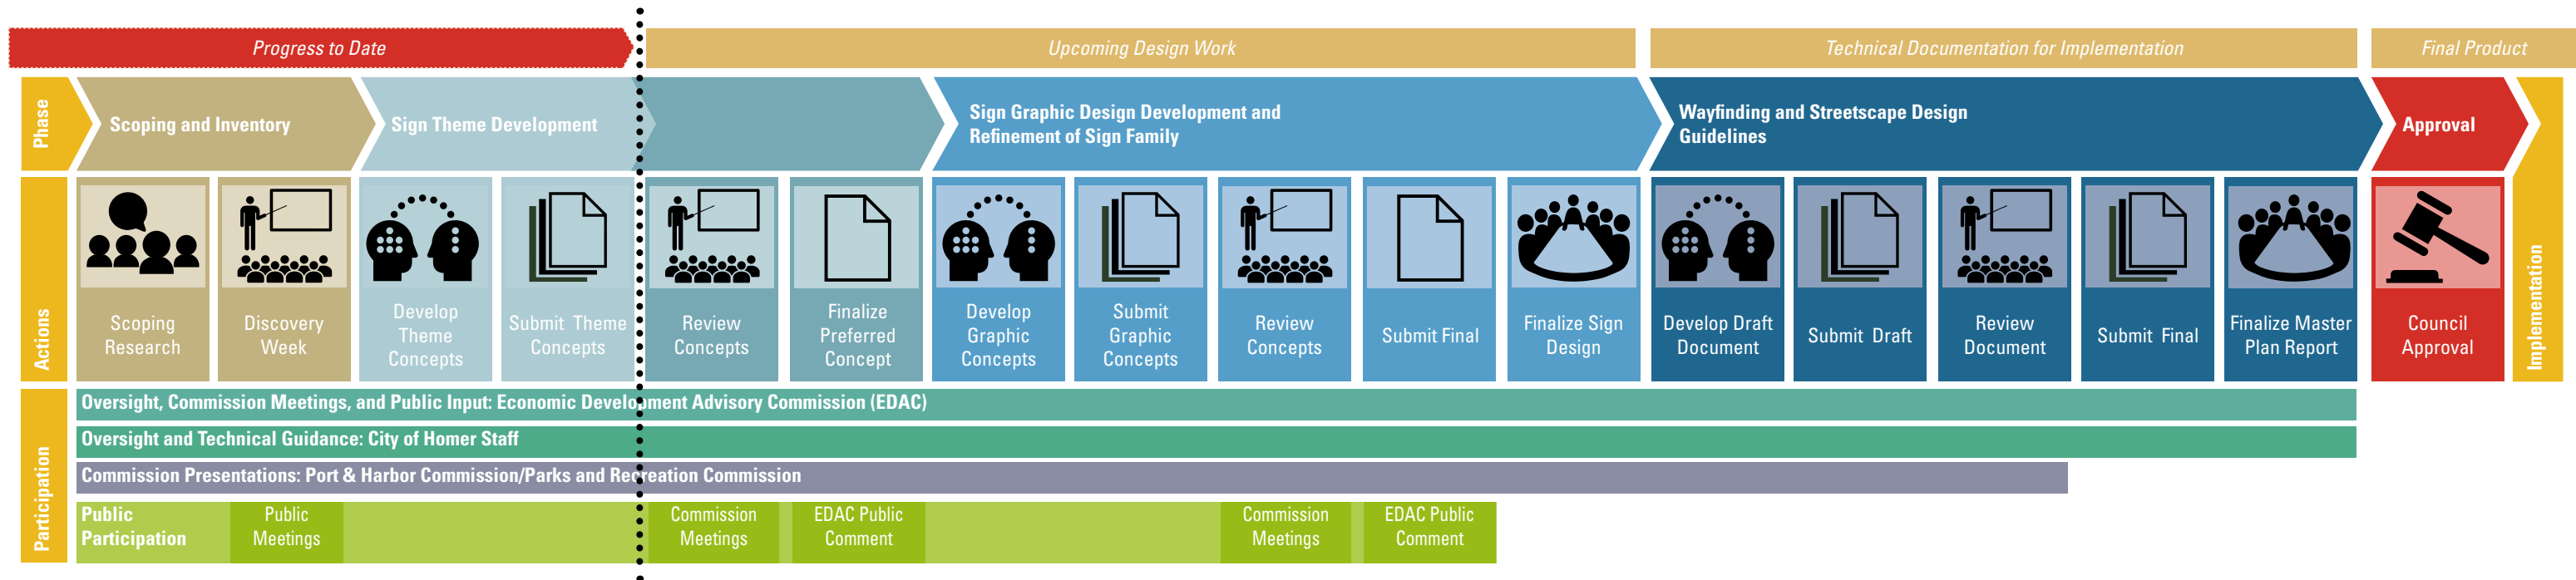 Progress to Date
Upcoming Design Work
Technical Documentation for Implementation
Final Product
Phase
Scoping and Inventory
Sign Theme Development
Sign Graphic Design Development and
Refinement of Sign Family
Wayfinding and Streetscape Design
Guidelines
Approval
Implementation
Actions
Scoping
Research
Discovery
Week
Develop
Theme
Concepts
Submit Theme
Concepts
Review
Concepts
Finalize
Preferred
Concept
Develop
Graphic
Concepts
Submit
Graphic
Concepts
Review
Concepts
Submit Final
Finalize Sign
Design
Develop Draft
Document
Submit Draft
Review
Document
Submit Final
Finalize Master
Plan Report
Council
Approval
Participation
Oversight, Commission Meetings, and Public Input: Economic Development Advisory Commission (EDAC)
Oversight and Technical Guidance: City of Homer Staff
Commission Presentations: Port & Harbor Commission/Parks and Recreation Commission
Public
Participation
Public
Meetings
Commission
Meetings
EDAC Public
Comment
Commission
Meetings
EDAC Public
Comment